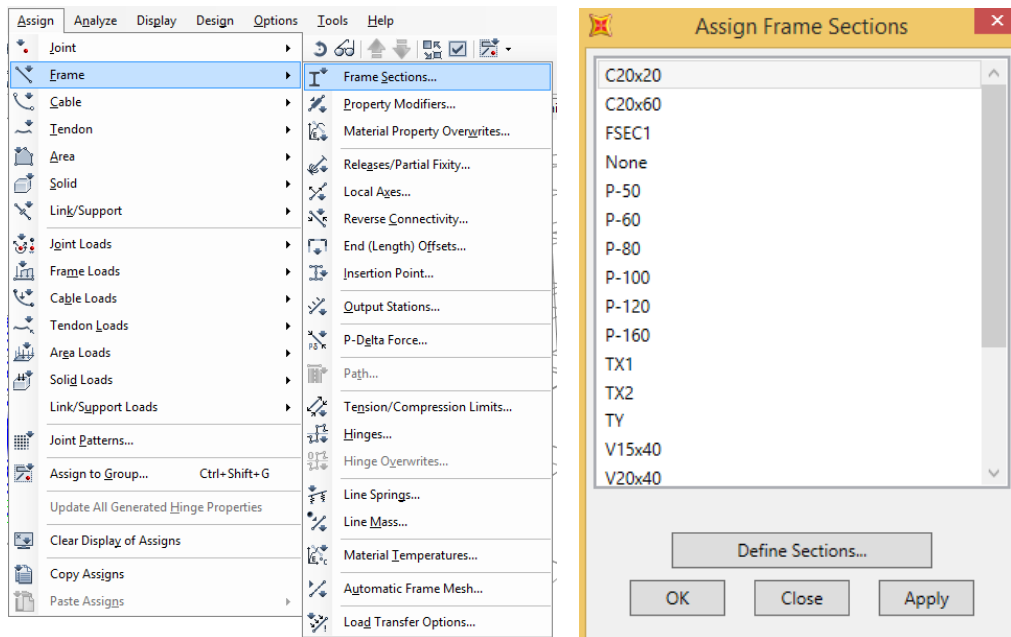 Assign Analyze Display Design Options Tools Help
Joint
Frame
Cable
Tendon
Area
Solid
Link/Support
Joint Loads
Frame Loads
Cable Loads
Tendon Loads
Area Loads
Solid Loads
Link/Support Loads
Joint Patterns...
Assign to Group... Ctrl+Shift+G
Update All Generated Hinge Properties
Clear Display of Assigns
Copy Assigns
Paste Assigns
Frame Sections...
Property Modifiers...
Material Property Overwrites...
Releases/Partial Fixity...
Local Axes...
Reverse Connectivity...
End (Length) Offsets...
Insertion Point...
Output Stations...
P-Delta Force...
Path...
Tension/Compression Limits...
Hinges...
Hinge Overwrites...
Line Springs...
Line Mass...
Material Temperatures...
Automatic Frame Mesh...
Load Transfer Options...
Assign Frame Sections
C20x20
C20x60
FSEC1
None
P-50
P-60
P-80
P-100
P-120
P-160
TX1
TX2
TY
V15x40
V20x40
Define Sections...
OK Close Apply